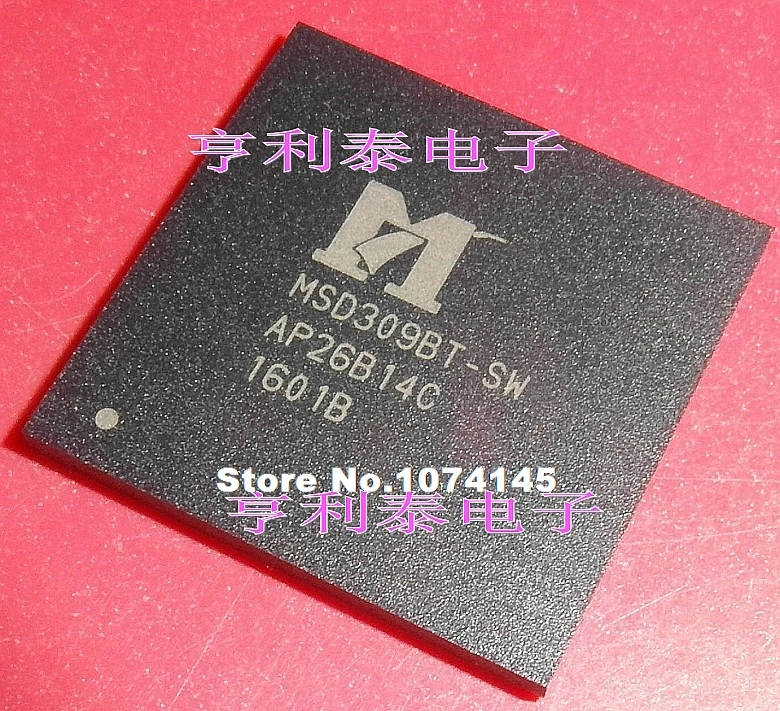 亨利泰电子
MSD309BT-SW
AP26B14C
1601B
Store No.1074145
亨利泰电子